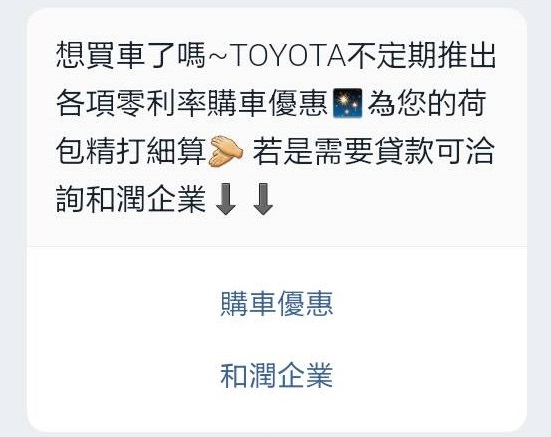 想買車了嗎~TOYOTA不定期推出
各項零利率購車優惠🎇為您的荷
包精打細算👏 若是需要貸款可洽
詢和潤企業⬇⬇
購車優惠
和潤企業